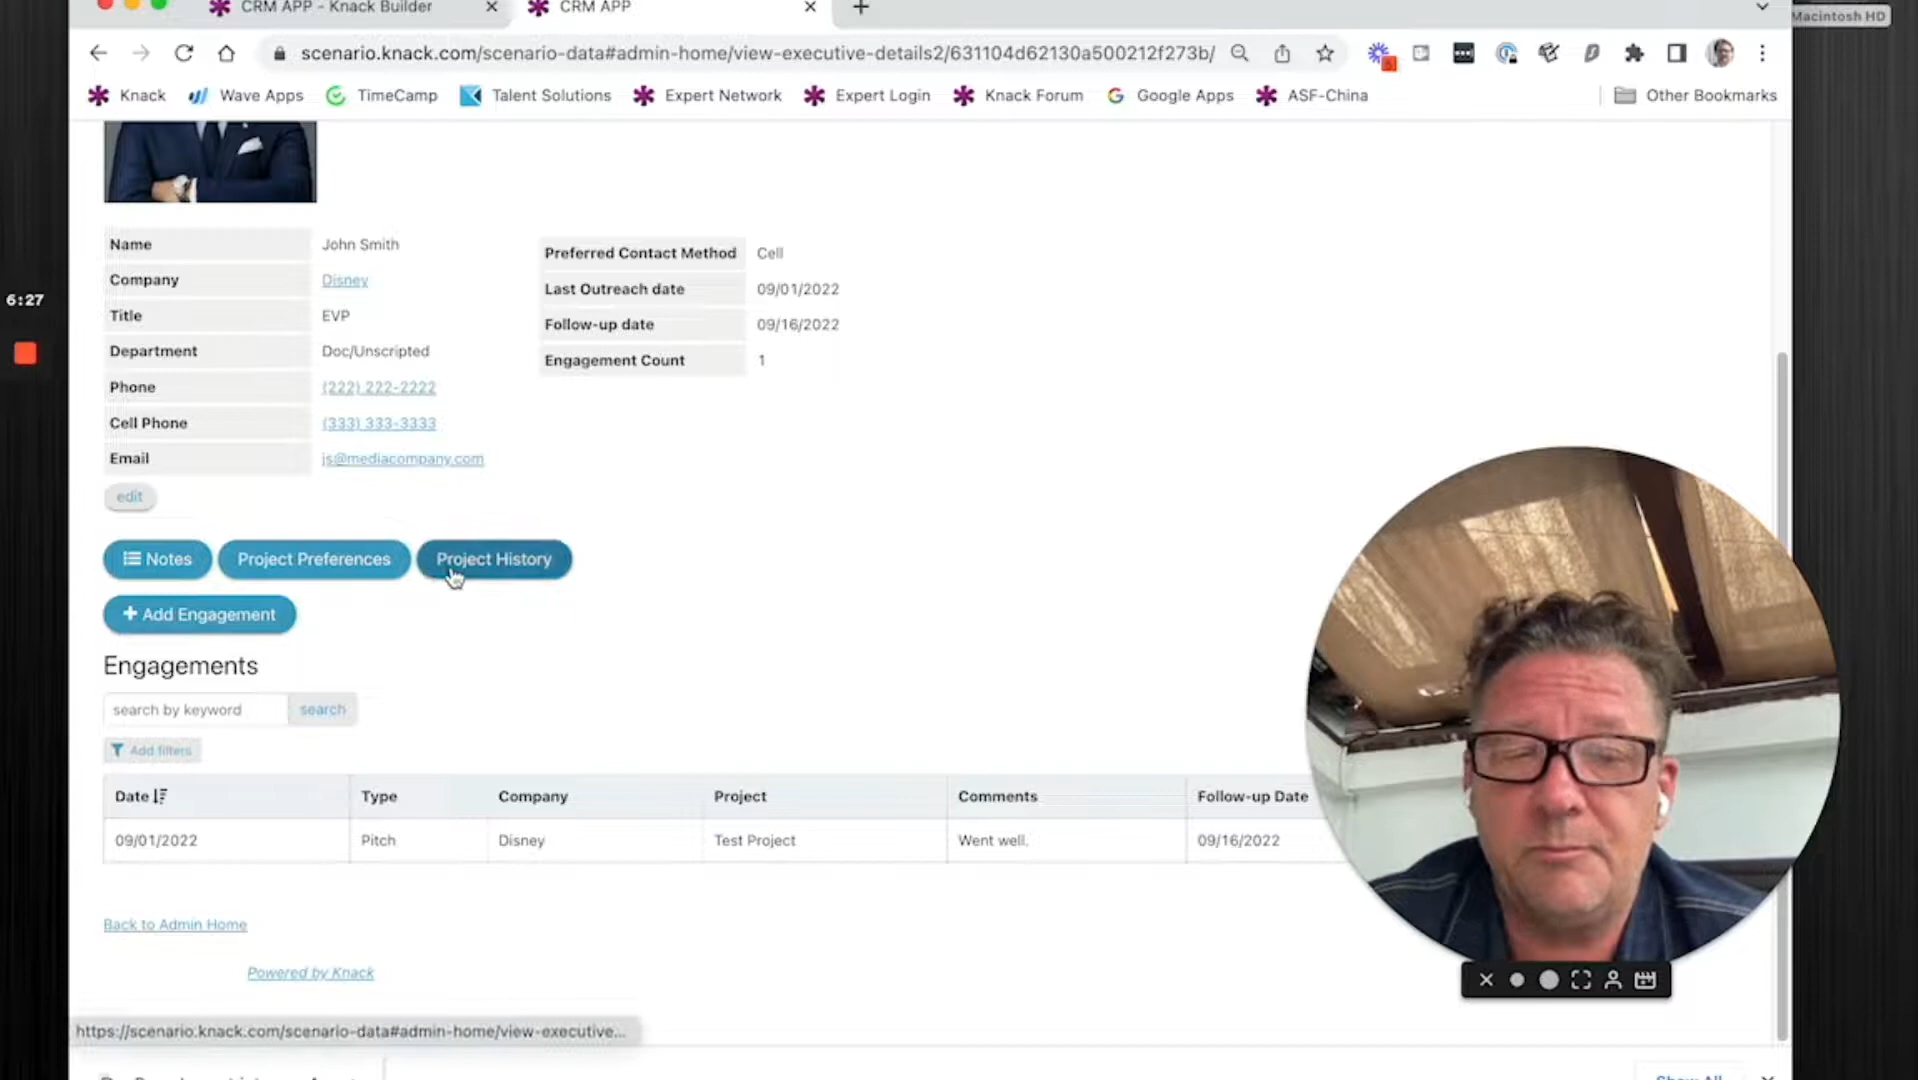 CRM APP - Knack Builder
CRM APP
Macintosh HD
scenario.knack.com/scenario-data#admin-home/view-executive-details2/631104d62130a500212f273b/
Knack
Wave Apps
TimeCamp
Talent Solutions
Expert Network
Expert Login
Knack Forum
Google Apps
ASF-China
Other Bookmarks
6:27
Name John Smith
Company Disney
Title EVP
Department Doc/Unscripted
Phone (222) 222-2222
Cell Phone (333) 333-3333
Email js@mediacompany.com
Preferred Contact Method Cell
Last Outreach date 09/01/2022
Follow-up date 09/16/2022
Engagement Count 1
edit
Notes
Project Preferences
Project History
+ Add Engagement
Engagements
search by keyword
search
Add filters
Date Type Company Project Comments Follow-up Date
09/01/2022 Pitch Disney Test Project Went well. 09/16/2022
Back to Admin Home
Powered by Knack
https://scenario.knack.com/scenario-data#admin-home/view-executive...
Show All